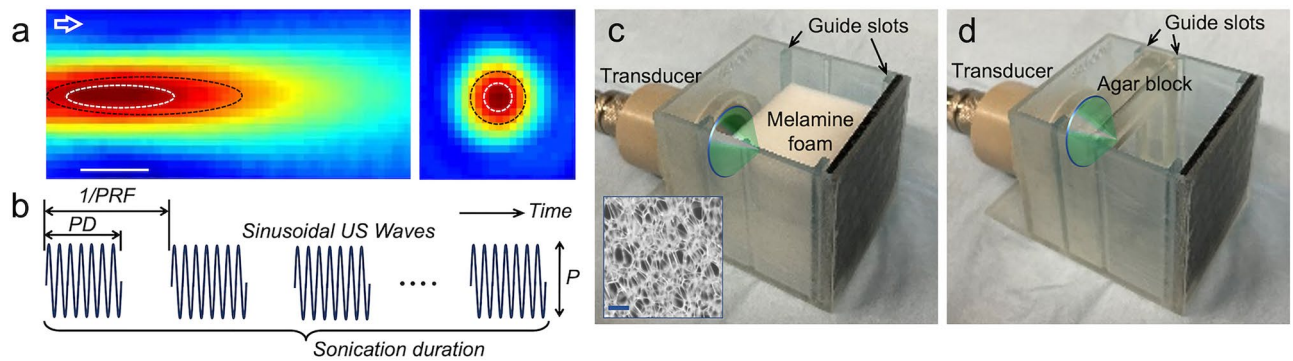 a
b
1/PRF
PD
Sinusoidal US Waves
Time
P
Sonication duration
c
Guide slots
Transducer
Melamine
foam
d
Guide slots
Transducer
Agar block